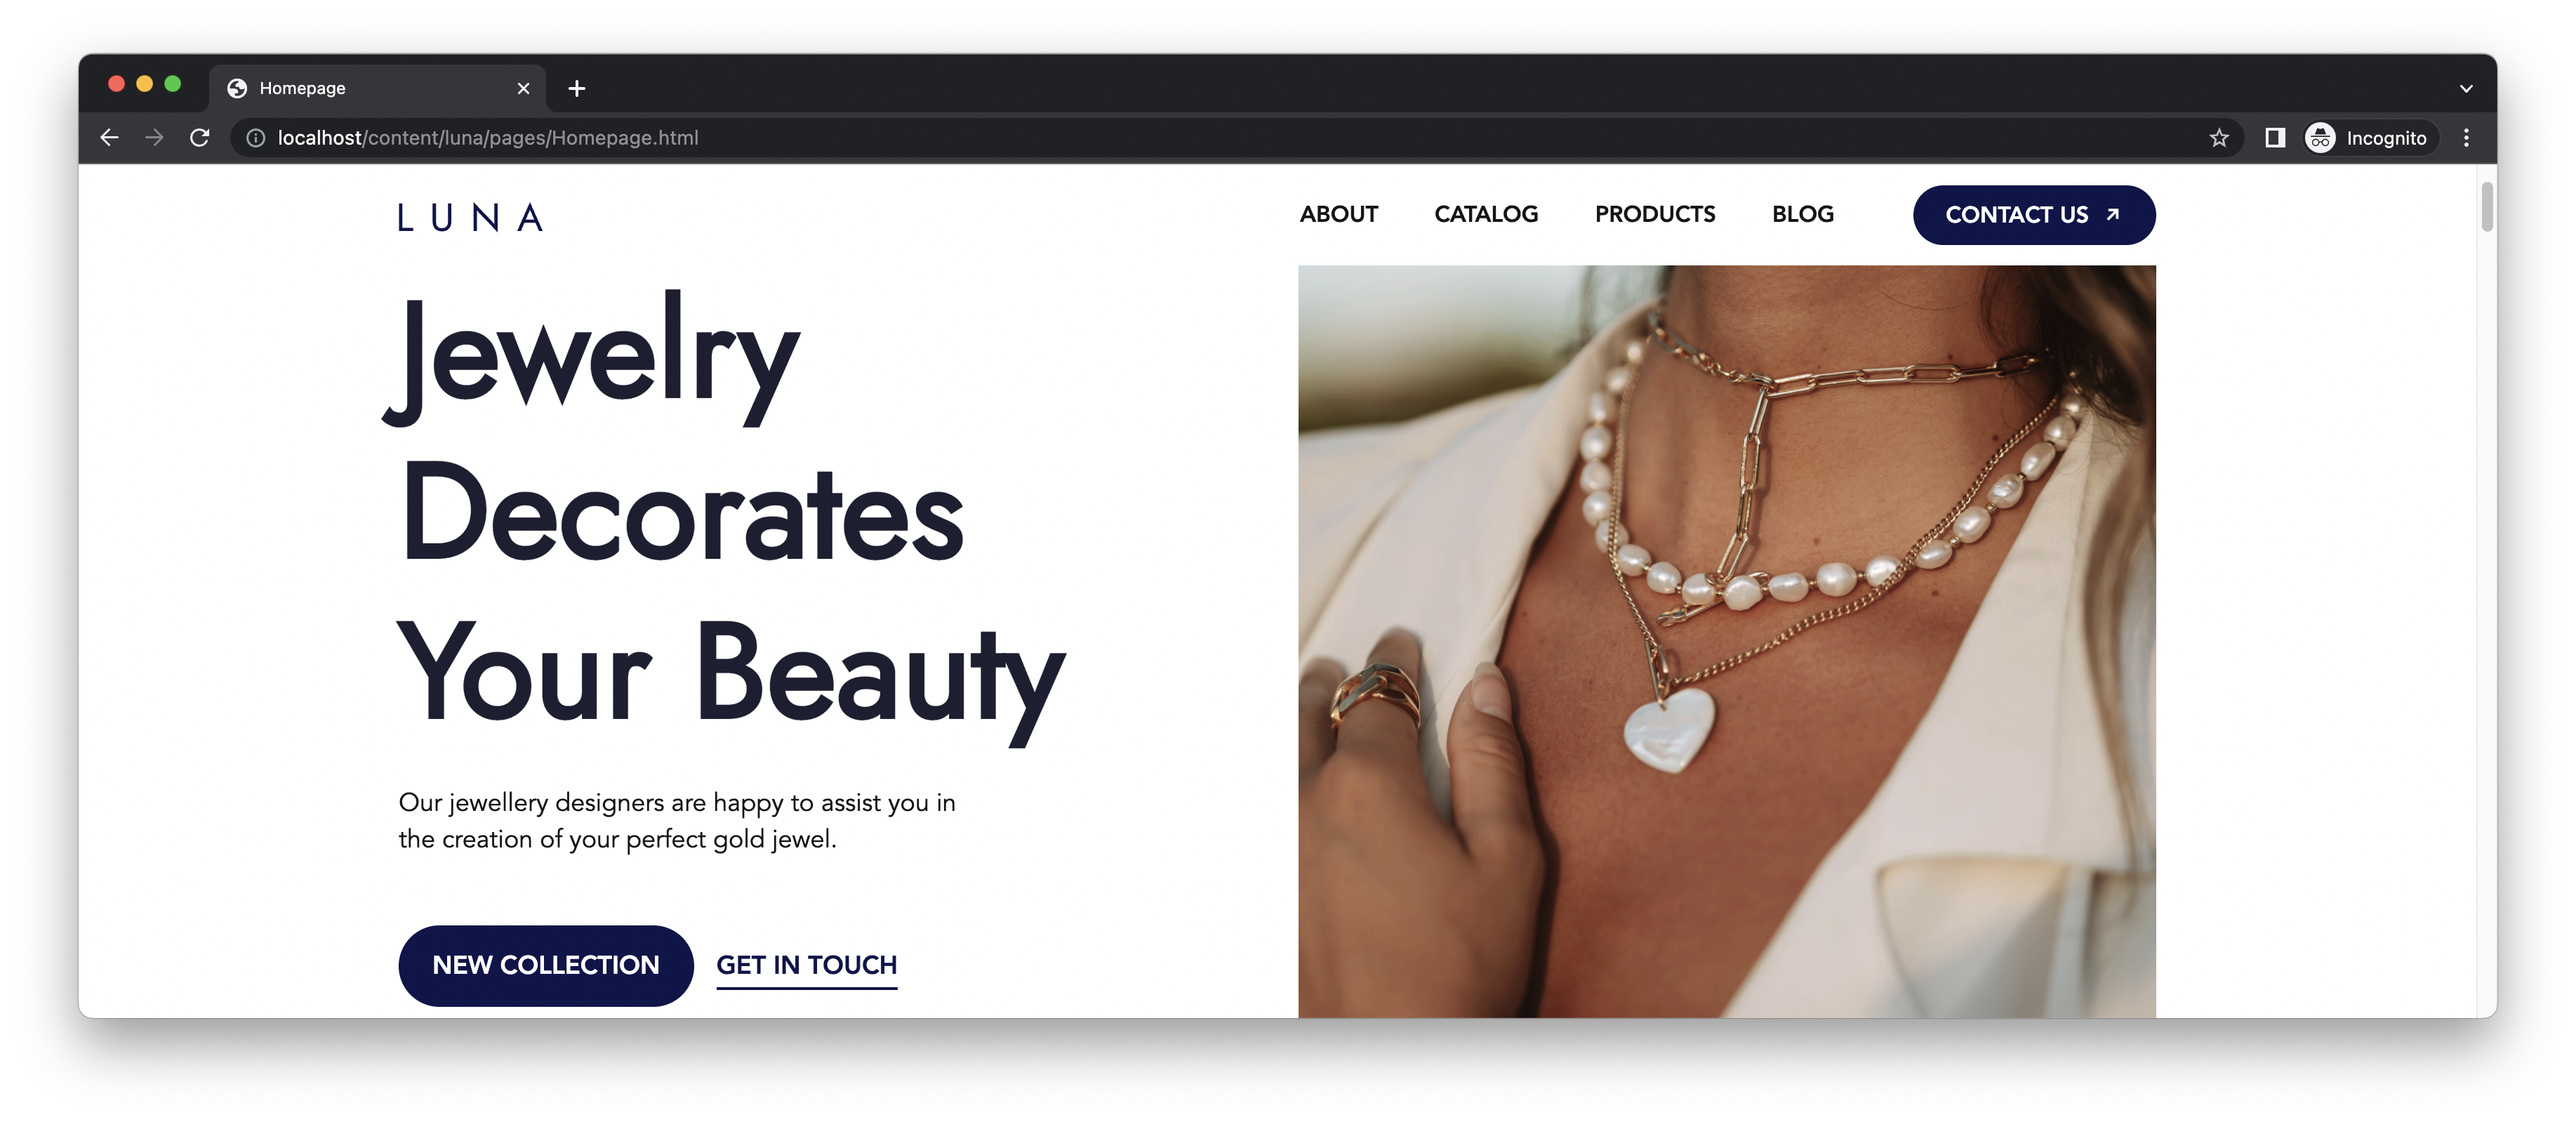 Homepage
localhost/content/luna/pages/Homepage.html
Incognito
LUNA
ABOUT
CATALOG
PRODUCTS
BLOG
CONTACT US
Jewelry
Decorates
Your Beauty
Our jewellery designers are happy to assist you in
the creation of your perfect gold jewel.
NEW COLLECTION
GET IN TOUCH